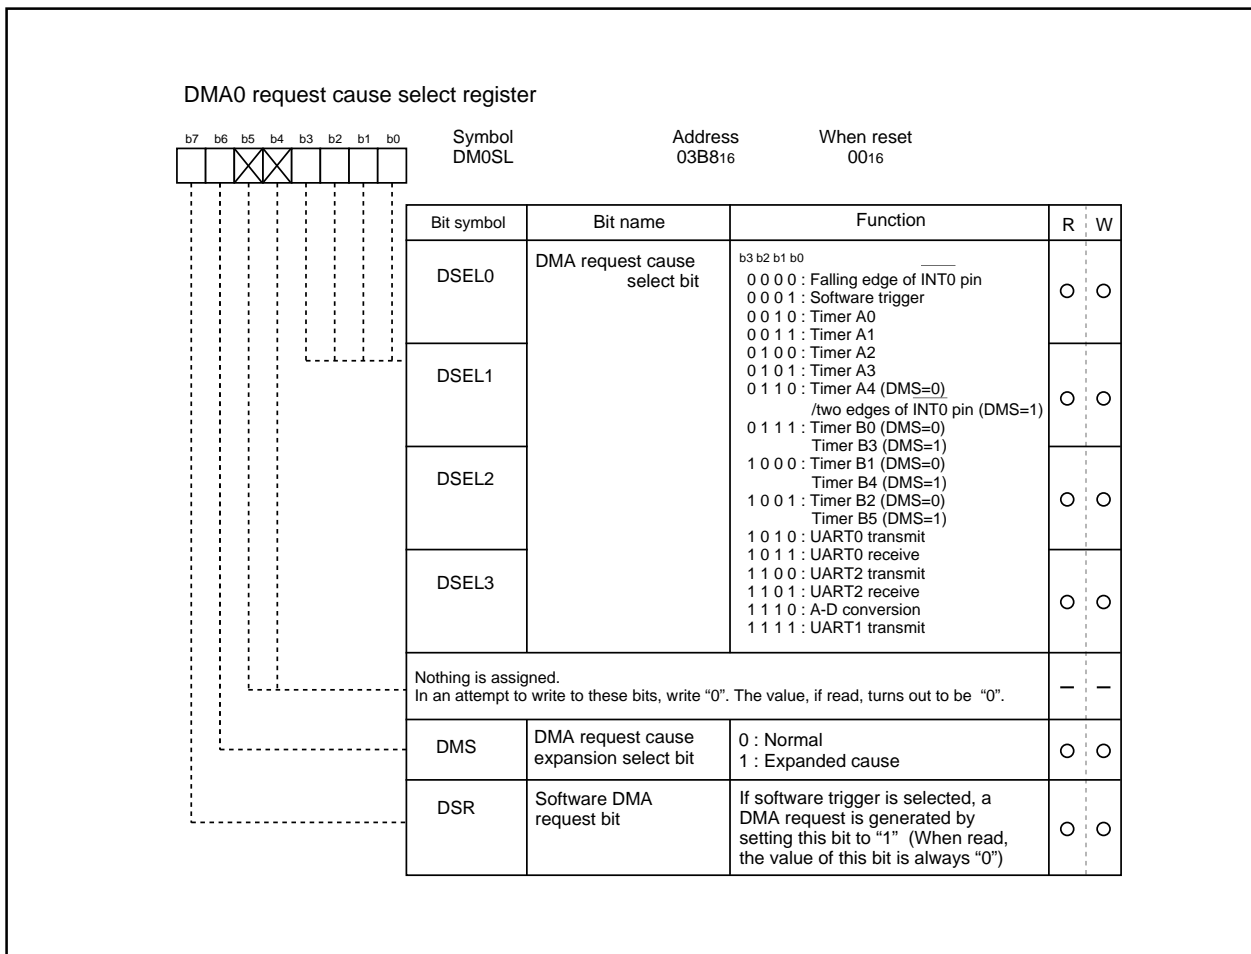 DMA0 request cause select register
b7 b6 b5 b4 b3 b2 b1 b0
Symbol Address When reset
DM0SL 03B816 0016
Bit symbol Bit name Function R W
DSEL0
DSEL1
DSEL2
DSEL3
DMA request cause
select bit
b3 b2 b1 b0
0 0 0 0 : Falling edge of INT0 pin
0 0 0 1 : Software trigger
0 0 1 0 : Timer A0
0 0 1 1 : Timer A1
0 1 0 0 : Timer A2
0 1 0 1 : Timer A3
0 1 1 0 : Timer A4 (DMS=0)
/two edges of INT0 pin (DMS=1)
0 1 1 1 : Timer B0 (DMS=0)
Timer B3 (DMS=1)
1 0 0 0 : Timer B1 (DMS=0)
Timer B4 (DMS=1)
1 0 0 1 : Timer B2 (DMS=0)
Timer B5 (DMS=1)
1 0 1 0 : UART0 transmit
1 0 1 1 : UART0 receive
1 1 0 0 : UART2 transmit
1 1 0 1 : UART2 receive
1 1 1 0 : A-D conversion
1 1 1 1 : UART1 transmit
Nothing is assigned.
In an attempt to write to these bits, write “0”. The value, if read, turns out to be “0”.
DMS
DMA request cause
expansion select bit
0 : Normal
1 : Expanded cause
DSR
Software DMA
request bit
If software trigger is selected, a
DMA request is generated by
setting this bit to “1” (When read,
the value of this bit is always “0”)